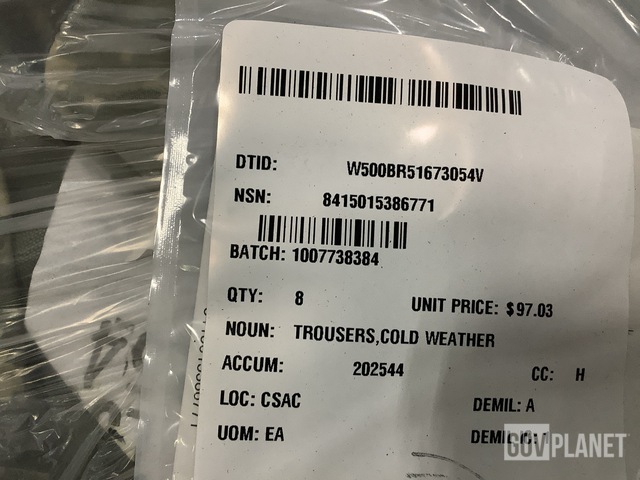 DTID: W500BR51673054V
NSN: 8415015386771
BATCH: 1007738384
QTY: 8 UNIT PRICE: $97.03
NOUN: TROUSERS,COLD WEATHER
ACCUM: 202544 CC: H
LOC: CSAC DEMIL: A
UOM: EA DEMIL
GOVPLANET